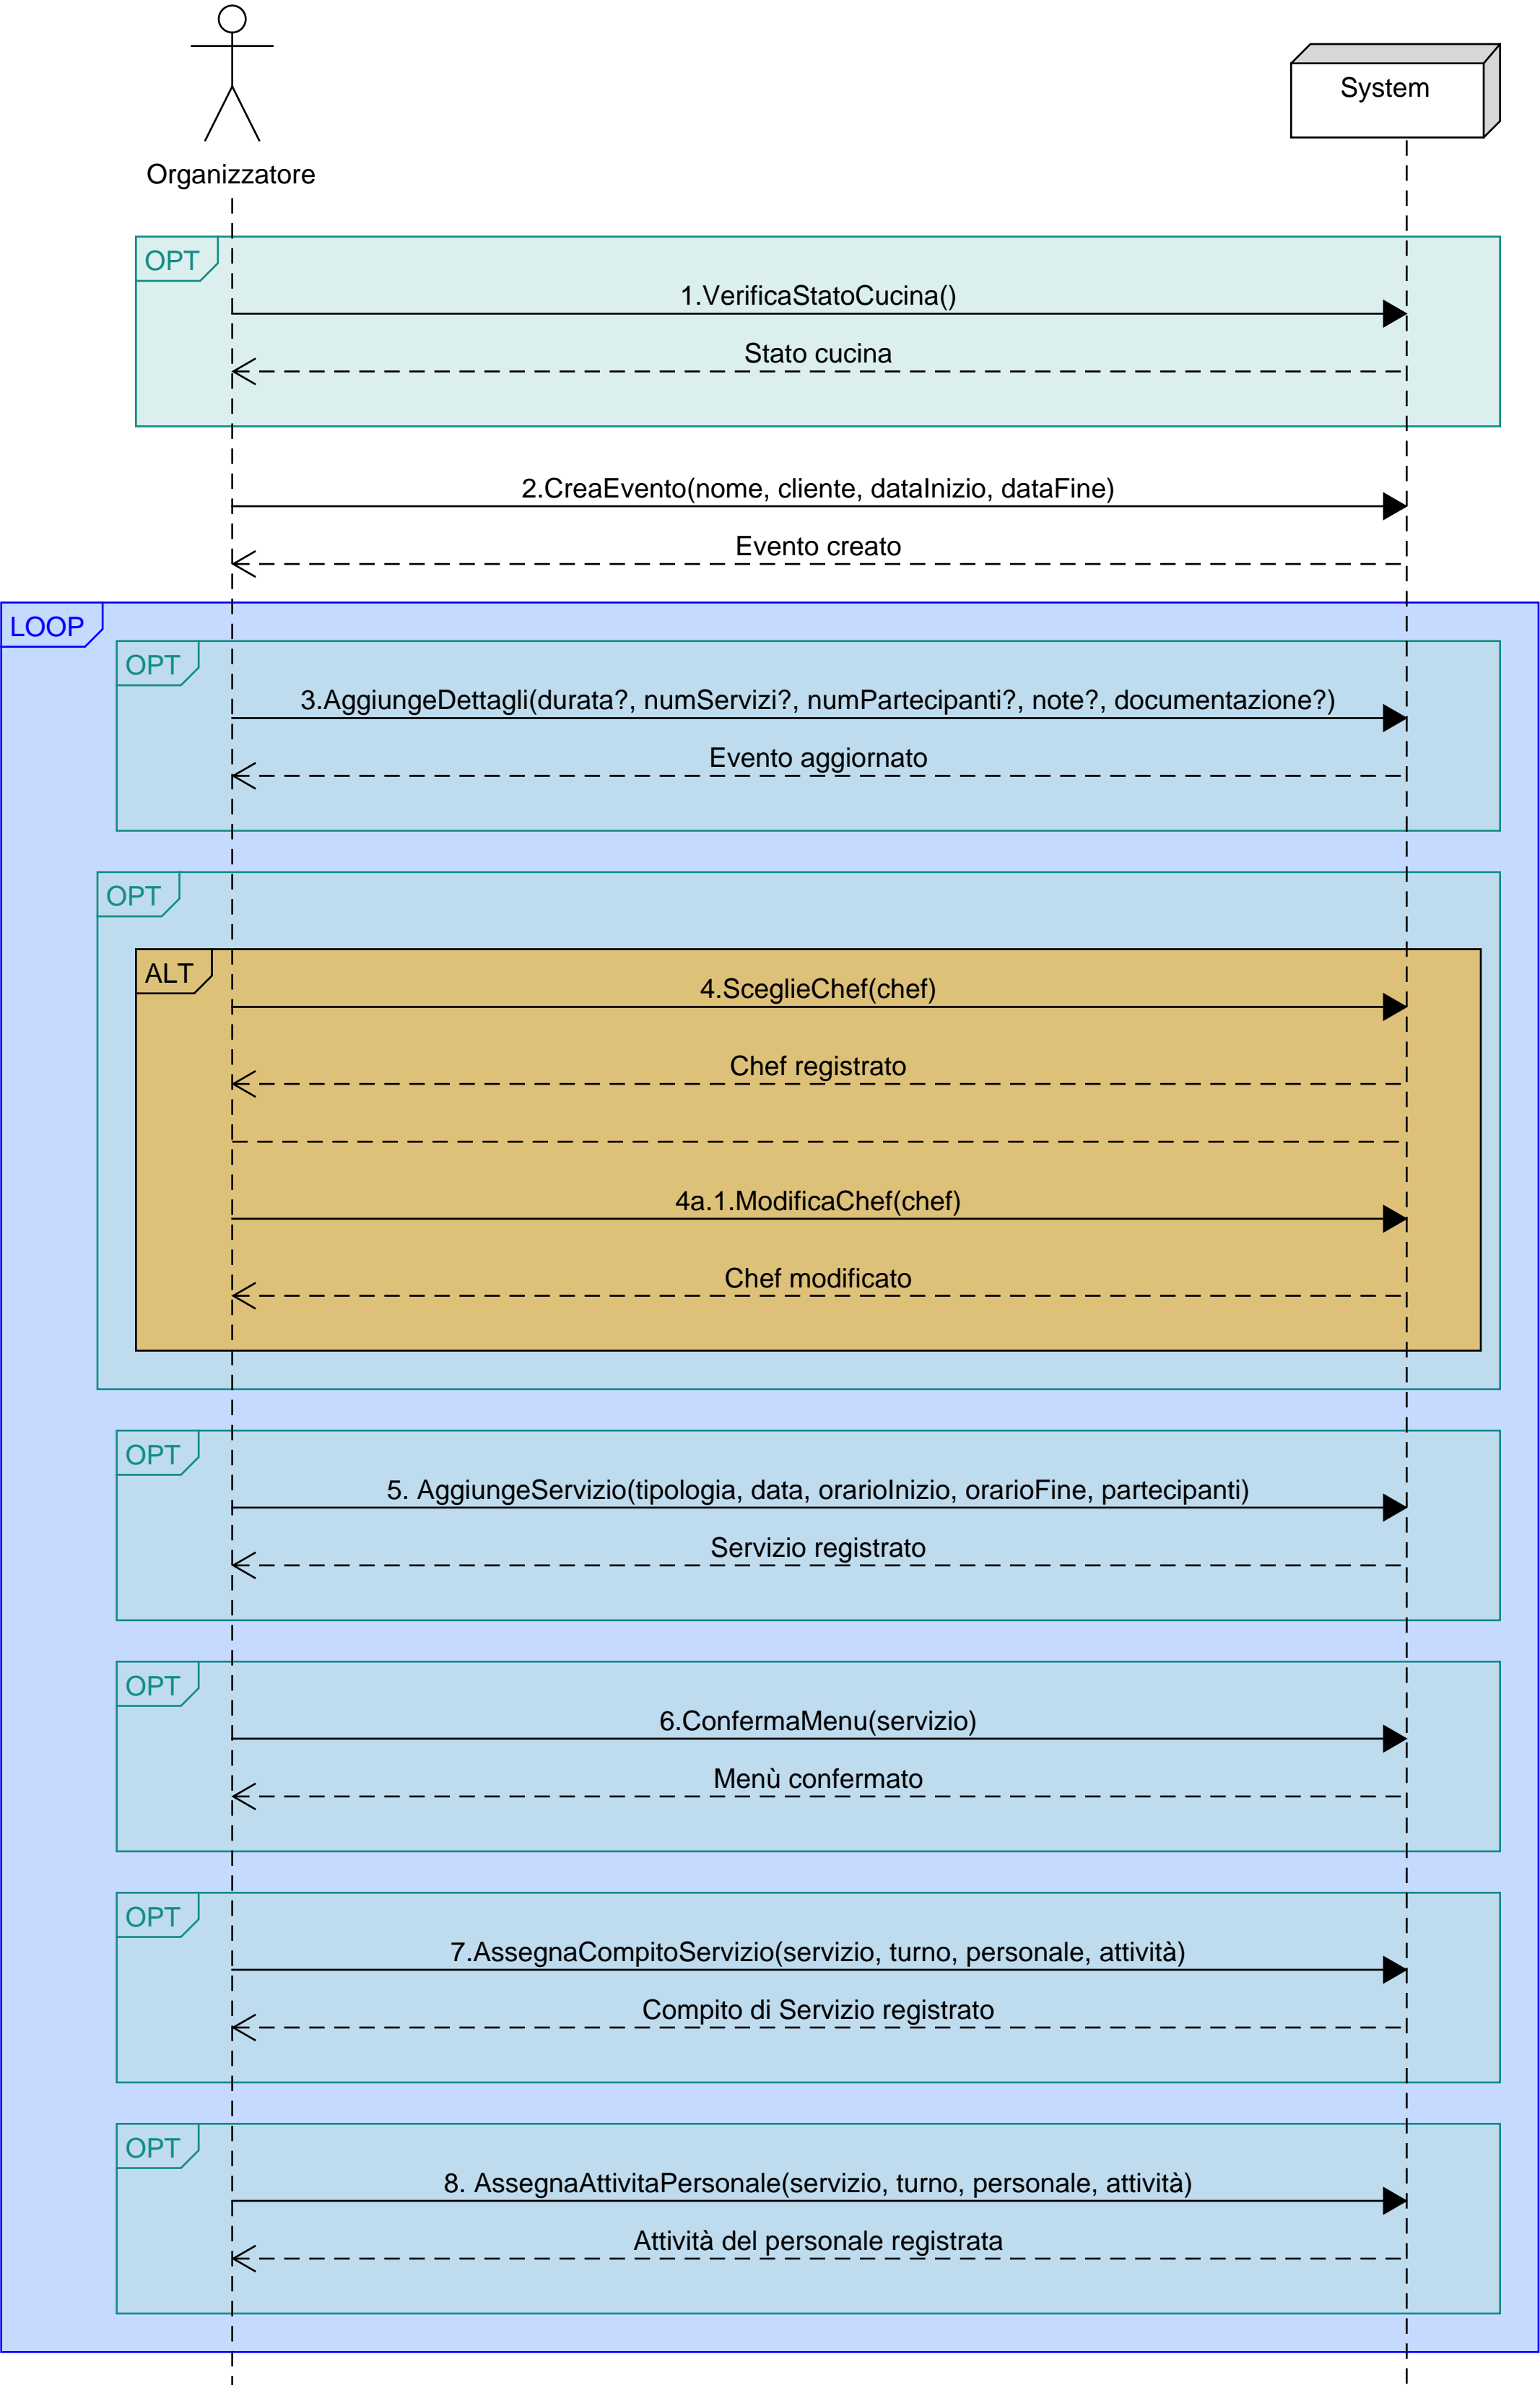 System
Organizzatore
OPT
1.VerificaStatoCucina()
Stato cucina
2.CreaEvento(nome, cliente, dataInizio, dataFine)
Evento creato
LOOP
OPT
3.AggiungeDettagli(durata?, numServizi?, numPartecipanti?, note?, documentazione?)
Evento aggiornato
OPT
ALT
4.SceglieChef(chef)
Chef registrato
4a.1.ModificaChef(chef)
Chef modificato
OPT
5. AggiungeServizio(tipologia, data, orarioInizio, orarioFine, partecipanti)
Servizio registrato
OPT
6.ConfermaMenu(servizio)
Menù confermato
OPT
7.AssegnaCompitoServizio(servizio, turno, personale, attività)
Compito di Servizio registrato
OPT
8. AssegnaAttivitaPersonale(servizio, turno, personale, attività)
Attività del personale registrata